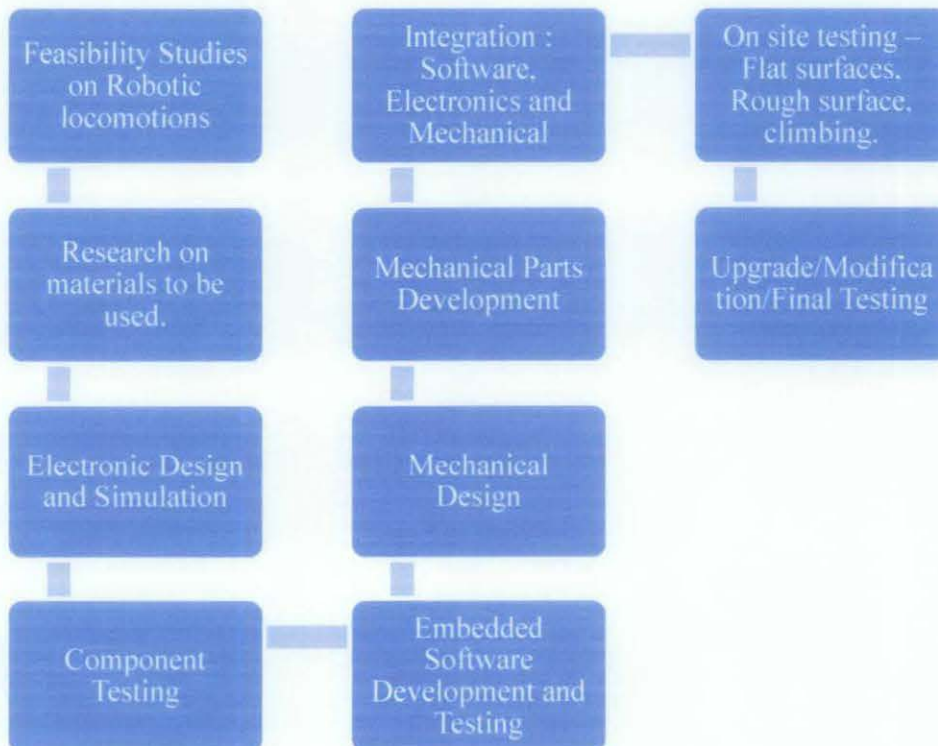 Feasibility Studies
on Robotic
locomotions
Research on
materials to be
used.
Electronic Design
and Simulation
Component
Testing
Embedded
Software
Development and
Testing
Mechanical
Design
Mechanical Parts
Development
Integration :
Software,
Electronics and
Mechanical
On site testing –
Flat surfaces,
Rough surface,
climbing.
Upgrade/Modifica
tion/Final Testing